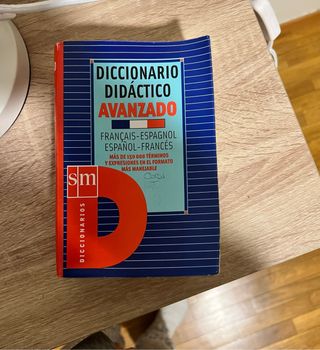 DICCIONARIO
DIDÁCTICO
AVANZADO
FRANÇAIS-ESPAGNOL
ESPAÑOL-FRANCÉS
MÁS DE 150 000 TÉRMINOS
Y EXPRESIONES EN EL FORMATO
MÁS MANEJABLE
sm
DICCIONARIOS